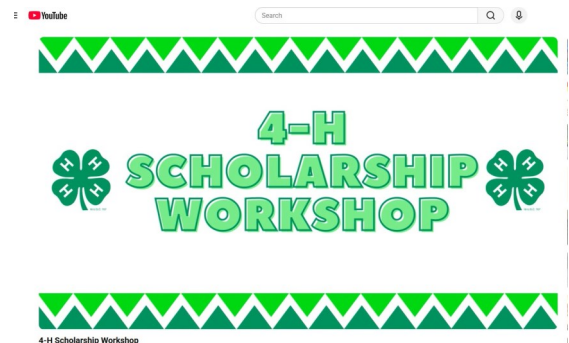 YouTube
Search
4-H
SCHOLARSHIP
WORKSHOP
H H
H H
H H
H H
4-H Scholarship Workshop